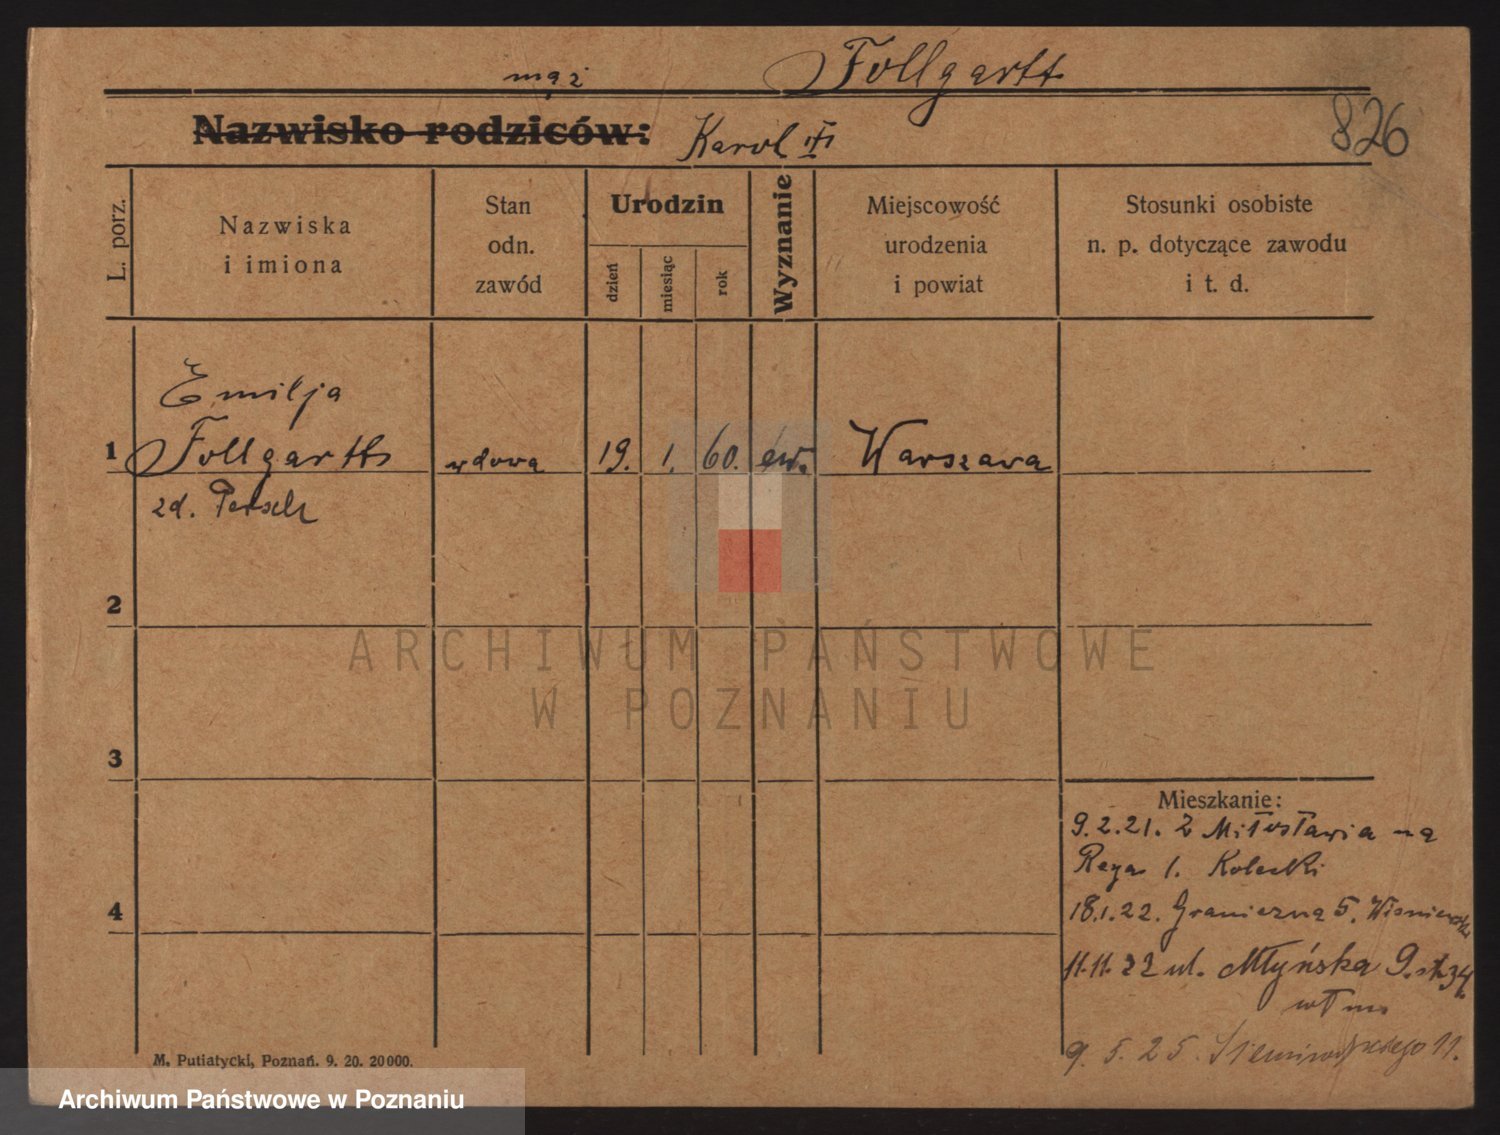 mąż Follgartt
Nazwisko rodziców: Karol
826
L. porz.
Nazwiska
i imiona
Stan
odn.
zawód
Urodzin
dzień
miesiąc
rok
Wyznanie
Miejscowość
urodzenia
i powiat
Stosunki osobiste
n. p. dotyczące zawodu
i t. d.
Emilja
1 Follgartt wdowa 19. 1. 60. ew. Warszawa
zd.
2
ARCHIWUM PAŃSTWOWE
W POZNANIU
3
Mieszkanie:
9.2.21. Z Miłosławia na
Reya 1.
4
18.1.22. Graniczna 5.
11.11.22 ul. Młyńska 9.
9.5.25. 11.
M. Putiatycki, Poznań. 9. 20. 20000.
Archiwum Państwowe w Poznaniu